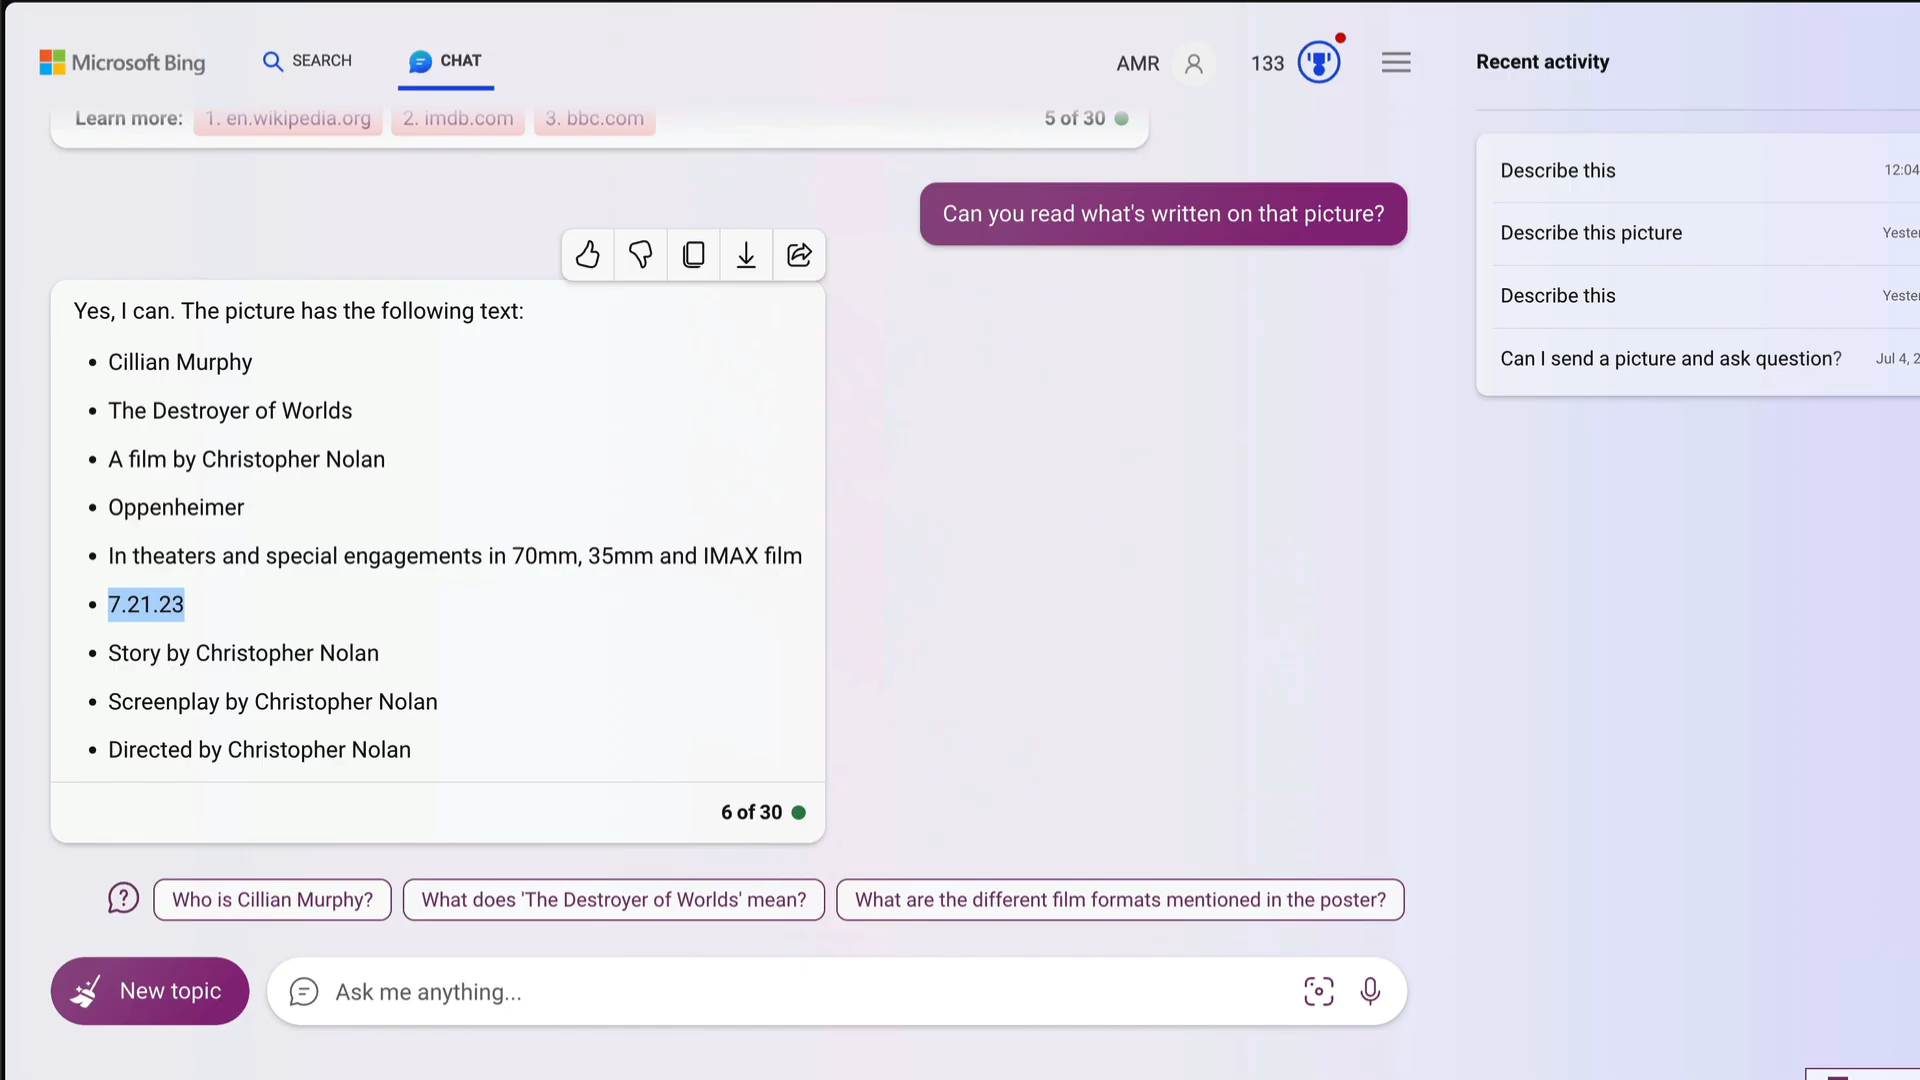 Microsoft Bing
SEARCH
CHAT
AMR
133
Recent activity
Learn more:
1. en.wikipedia.org
2. imdb.com
3. bbc.com
5 of 30
Can you read what's written on that picture?
Yes, I can. The picture has the following text:
• Cillian Murphy
• The Destroyer of Worlds
• A film by Christopher Nolan
• Oppenheimer
• In theaters and special engagements in 70mm, 35mm and IMAX film
• 7.21.23
• Story by Christopher Nolan
• Screenplay by Christopher Nolan
• Directed by Christopher Nolan
6 of 30
Who is Cillian Murphy?
What does 'The Destroyer of Worlds' mean?
What are the different film formats mentioned in the poster?
New topic
Ask me anything...
Describe this
12:04
Describe this picture
Yester
Describe this
Yester
Can I send a picture and ask question?
Jul 4, 2